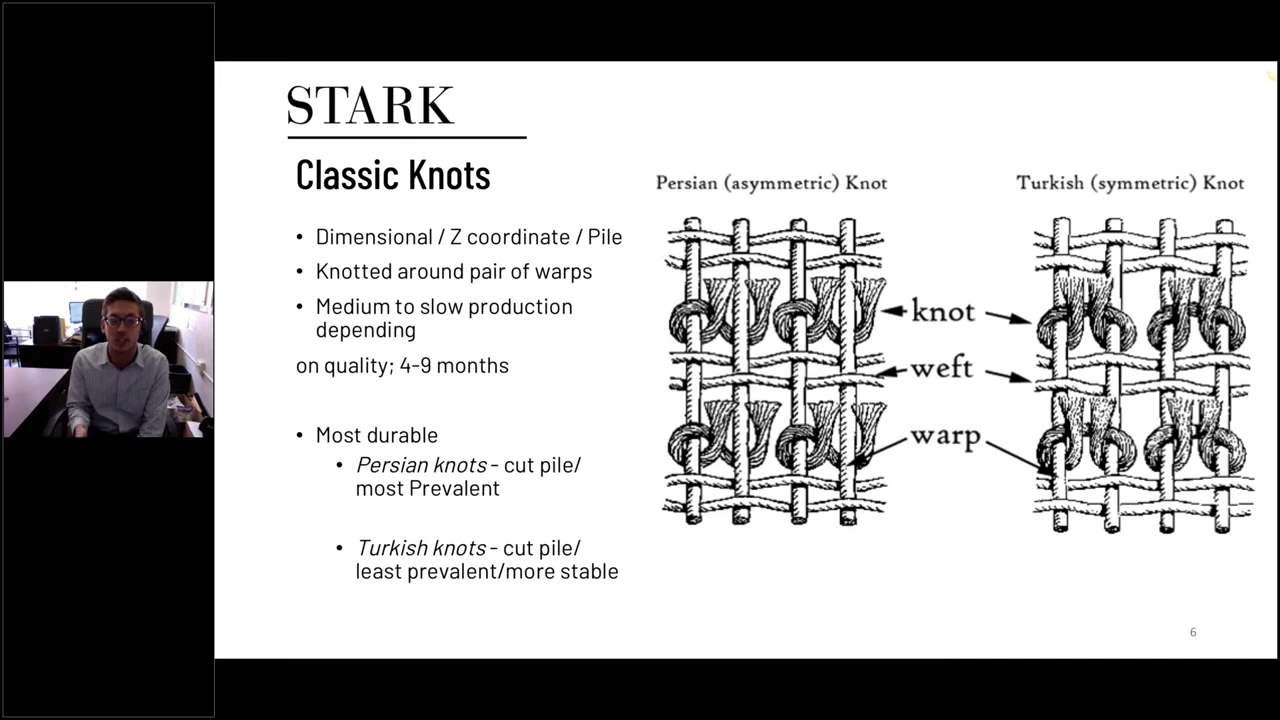 STARK
Classic Knots
• Dimensional / Z coordinate / Pile
• Knotted around pair of warps
• Medium to slow production
depending
on quality; 4-9 months
• Most durable
• Persian knots - cut pile/
most Prevalent
• Turkish knots - cut pile/
least prevalent/more stable
Persian (asymmetric) Knot
Turkish (symmetric) Knot
knot
weft
warp
6